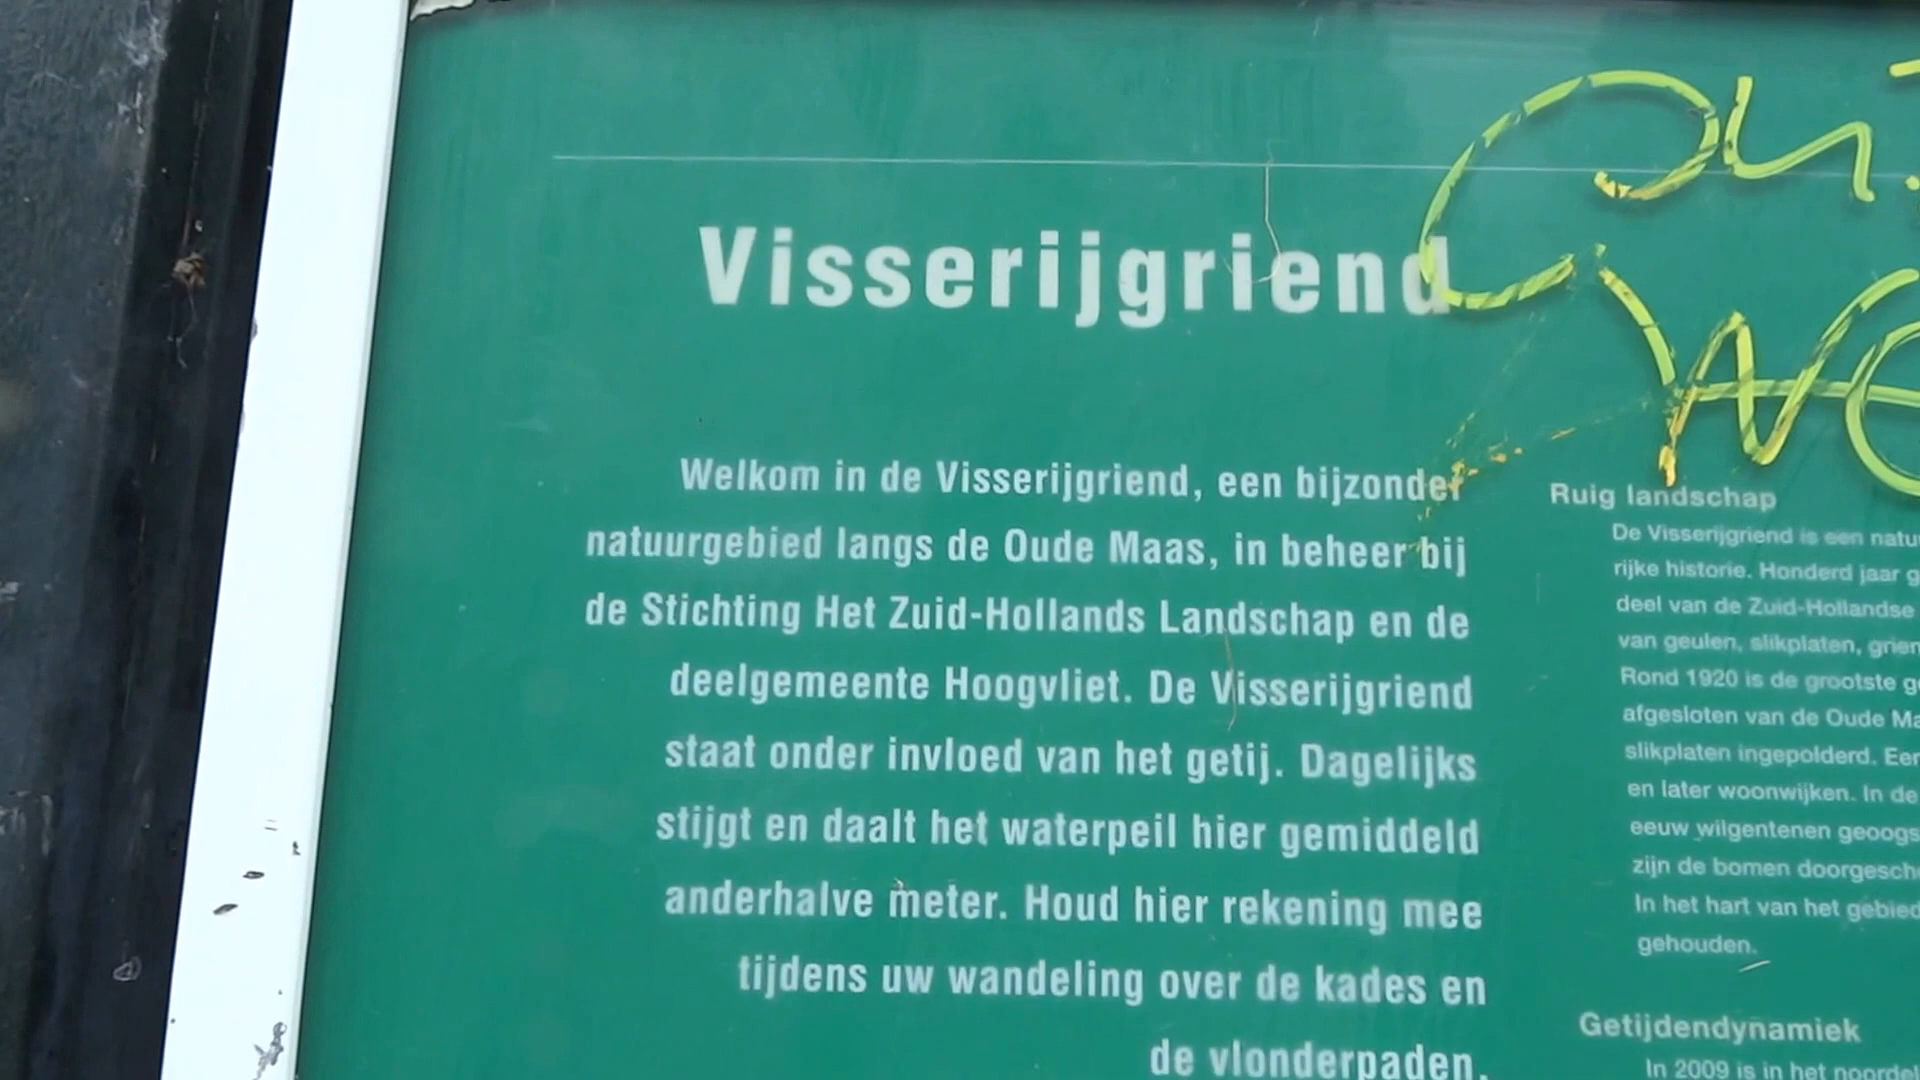 Visserijgriend
Welkom in de Visserijgriend, een bijzonder
natuurgebied langs de Oude Maas, in beheer bij
de Stichting Het Zuid-Hollands Landschap en de
deelgemeente Hoogvliet. De Visserijgriend
staat onder invloed van het getij. Dagelijks
stijgt en daalt het waterpeil hier gemiddeld
anderhalve meter. Houd hier rekening mee
tijdens uw wandeling over de kades en
de vlonderpaden.
Ruig landschap
De Visserijgriend is een
rijke historie. Honderd jaar
deel van de Zuid-Hollandse
van geulen, slikplaten,
Rond 1920 is de grootste
afgesloten van de Oude
slikplaten ingepolderd.
en later woonwijken. In de
eeuw wilgentenen
zijn de bomen
In het hart van het gebied
gehouden.
Getijdendynamiek
In 2009 is in het